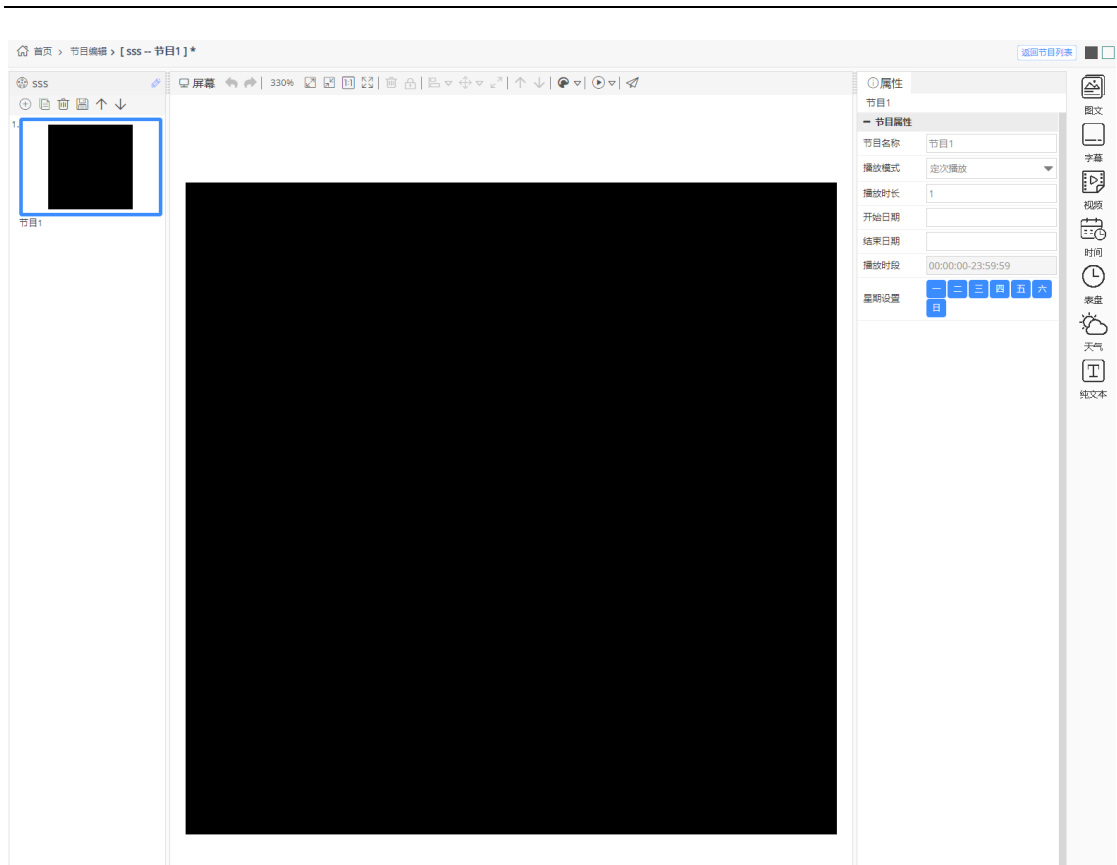 首页 > 节目编辑 > [ sss -- 节目1 ] *
返回节目列表
sss
1.
节目1
屏幕
330%
1:1
属性
节目1
节目属性
节目名称 节目1
播放模式 定次播放
播放时长 1
开始日期
结束日期
播放时段 00:00:00-23:59:59
星期设置 一 二 三 四 五 六
日
图文
字幕
视频
时间
表盘
天气
T
纯文本